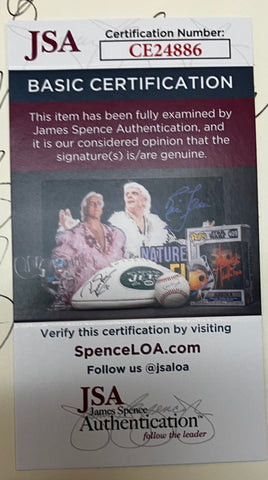 JSA
Certification Number:
CE24886
BASIC CERTIFICATION
This item has been fully examined by
James Spence Authentication, and
it is our considered opinion that the
signature(s) is/are genuine.
NATURE
JETS
STAR WARS
Verify this certification by visiting
SpenceLOA.com
Follow us @jsaloa
JSA
James Spence
Authentication™
follow the leader